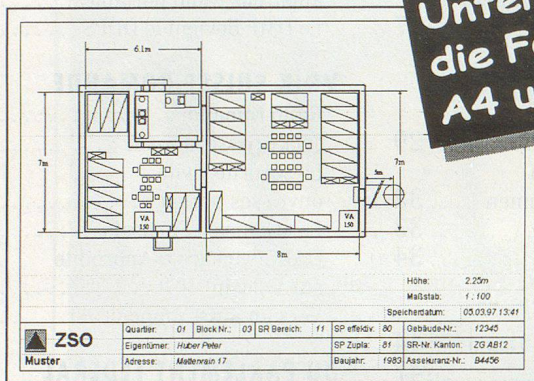 Unter
die Fo
A4 u
6.1m
7m
7m
5m
VA
150
VA
150
8m
Höhe: 2,25m
Maßstab: 1 : 100
Speicherdatum: 05.03.97 13:41
ZSO
Muster
Quartier: 01 Block Nr.: 03 SR Bereich: 11 SP effektiv: 80 Gebäude-Nr.: 12345
Eigentümer: Huber Peter SP Zupla: 81 SR-Nr. Kanton: ZG AB12
Adresse: Mattenrain 17 Baujahr: 1983 Assekuranz-Nr.: B4456